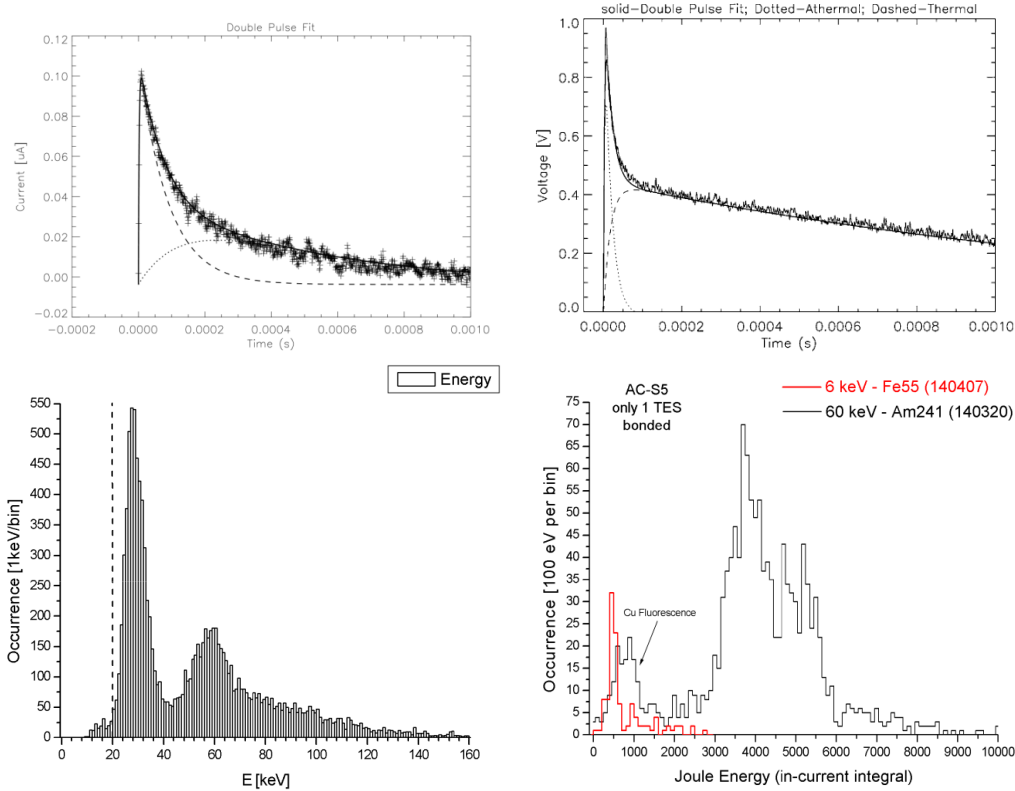 Double Pulse Fit
0.12
0.10
0.08
0.06
0.04
0.02
0.00
−0.02
Current [uA]
−0.0002 0.0000 0.0002 0.0004 0.0006 0.0008 0.0010
Time (s)
solid−Double Pulse Fit; Dotted−Athermal; Dashed−Thermal
1.0
0.8
0.6
0.4
0.2
0.0
Voltage [V]
0.0000 0.0002 0.0004 0.0006 0.0008 0.0010
Time (s)
Energy
550
500
450
400
350
300
250
200
150
100
50
0
Occurrence [1keV/bin]
0 20 40 60 80 100 120 140 160
E [keV]
AC-S5
only 1 TES
bonded
6 keV - Fe55 (140407)
60 keV - Am241 (140320)
75
70
65
60
55
50
45
40
35
30
25
20
15
10
5
0
Occurrence [100 eV per bin]
Cu Fluorescence
0 1000 2000 3000 4000 5000 6000 7000 8000 9000 10000
Joule Energy (in-current integral)